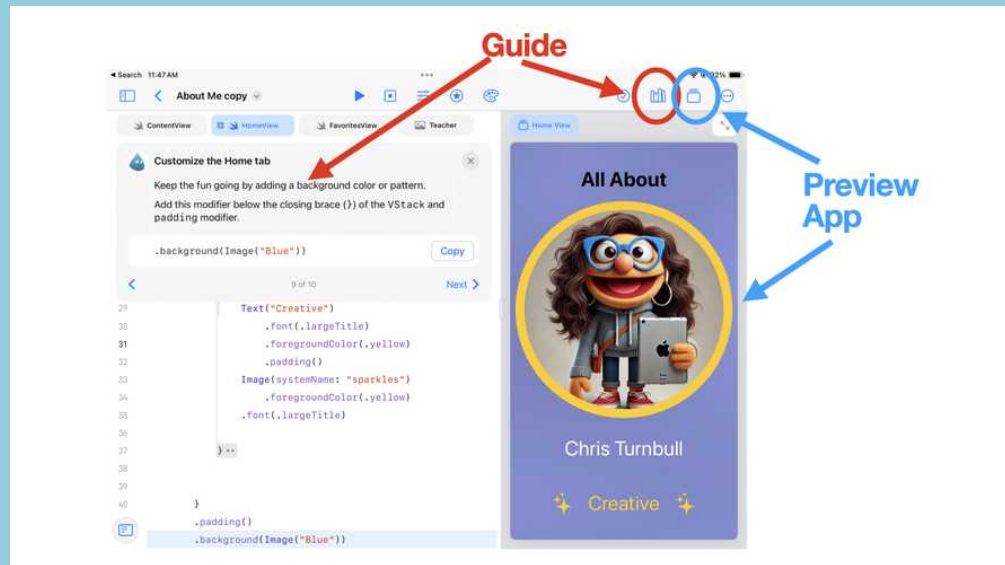 Guide
Search 11:47 AM
92%
About Me copy
ContentView HomeView FavoritesView Teacher
Home View
Customize the Home tab
Keep the fun going by adding a background color or pattern.
Add this modifier below the closing brace (}) of the VStack and
padding modifier.
.background(Image("Blue")) Copy
9 of 10 Next
29 Text("Creative")
30 .font(.largeTitle)
31 .foregroundColor(.yellow)
32 .padding()
33 Image(systemName: "sparkles")
34 .foregroundColor(.yellow)
35 .font(.largeTitle)
36
37 }
38
39
40 }
.padding()
.background(Image("Blue"))
All About
Chris Turnbull
Creative
Preview
App